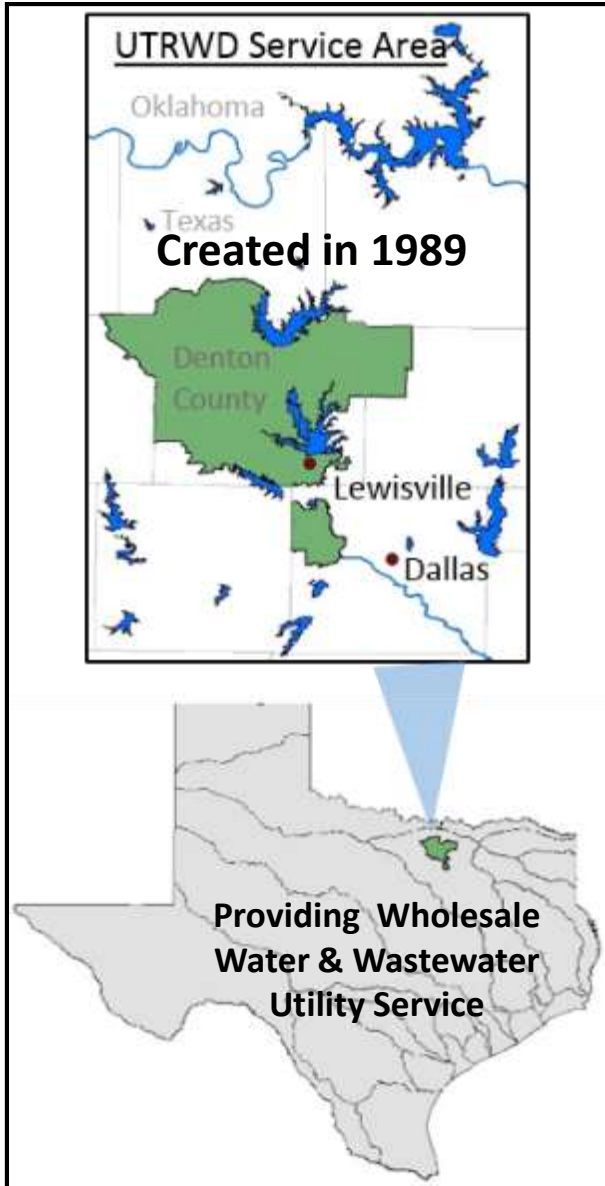 UTRWD Service Area
Oklahoma
Texas
Created in 1989
Denton
County
Lewisville
Dallas
Providing Wholesale
Water & Wastewater
Utility Service